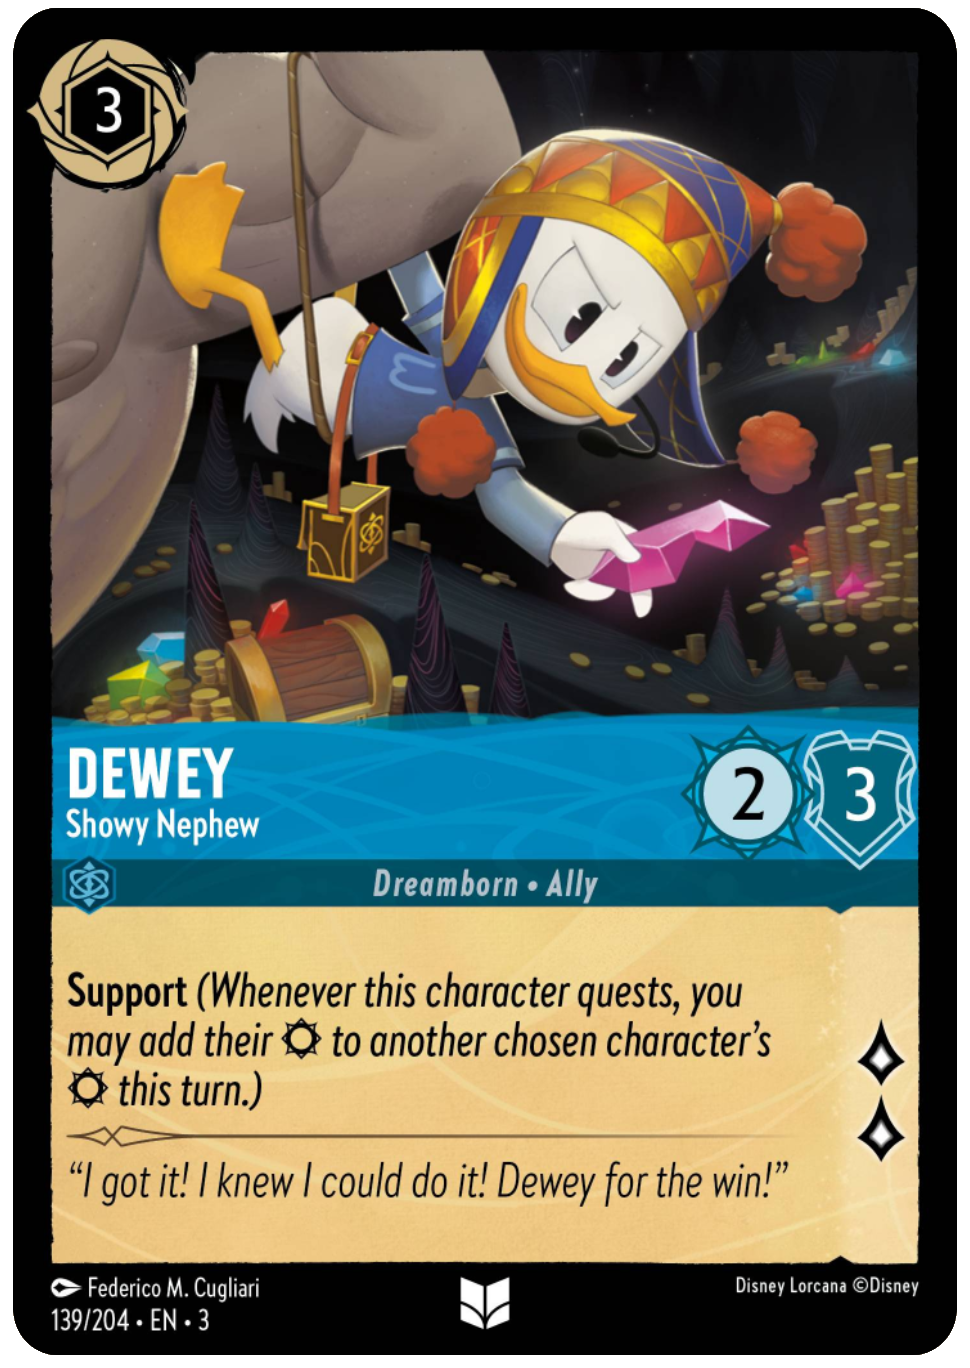 3
DEWEY
Showy Nephew
2
3
Dreamborn • Ally
Support (Whenever this character quests, you
may add their to another chosen character’s
this turn.)
“I got it! I knew I could do it! Dewey for the win!”
Federico M. Cugliari
139/204 • EN • 3
Disney Lorcana ©Disney